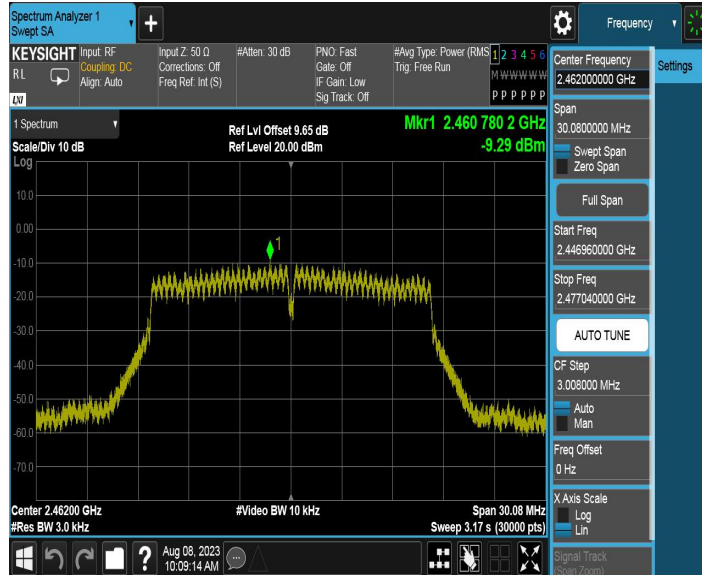 Spectrum Analyzer 1
Swept SA
Frequency
KEYSIGHT
RL
LXI
Input: RF
Coupling: DC
Align: Auto
Input Z: 50 Ω
Corrections: Off
Freq Ref: Int (S)
#Atten: 30 dB
PNO: Fast
Gate: Off
IF Gain: Low
Sig Track: Off
#Avg Type: Power (RMS
Trig: Free Run
1 2 3 4 5 6
M W W W W W
P P P P P P
1 Spectrum
Scale/Div 10 dB
Ref Lvl Offset 9.65 dB
Ref Level 20.00 dBm
Mkr1 2.460 780 2 GHz
-9.29 dBm
Log
10.0
0.00
-10.0
-20.0
-30.0
-40.0
-50.0
-60.0
-70.0
1
Center 2.46200 GHz
#Res BW 3.0 kHz
#Video BW 10 kHz
Span 30.08 MHz
Sweep 3.17 s (30000 pts)
Aug 08, 2023
10:09:14 AM
?
Center Frequency
2.462000000 GHz
Span
30.0800000 MHz
Swept Span
Zero Span
Full Span
Start Freq
2.446960000 GHz
Stop Freq
2.477040000 GHz
AUTO TUNE
CF Step
3.008000 MHz
Auto
Man
Freq Offset
0 Hz
X Axis Scale
Log
Lin
Signal Track
(Span Zoom)
Settings